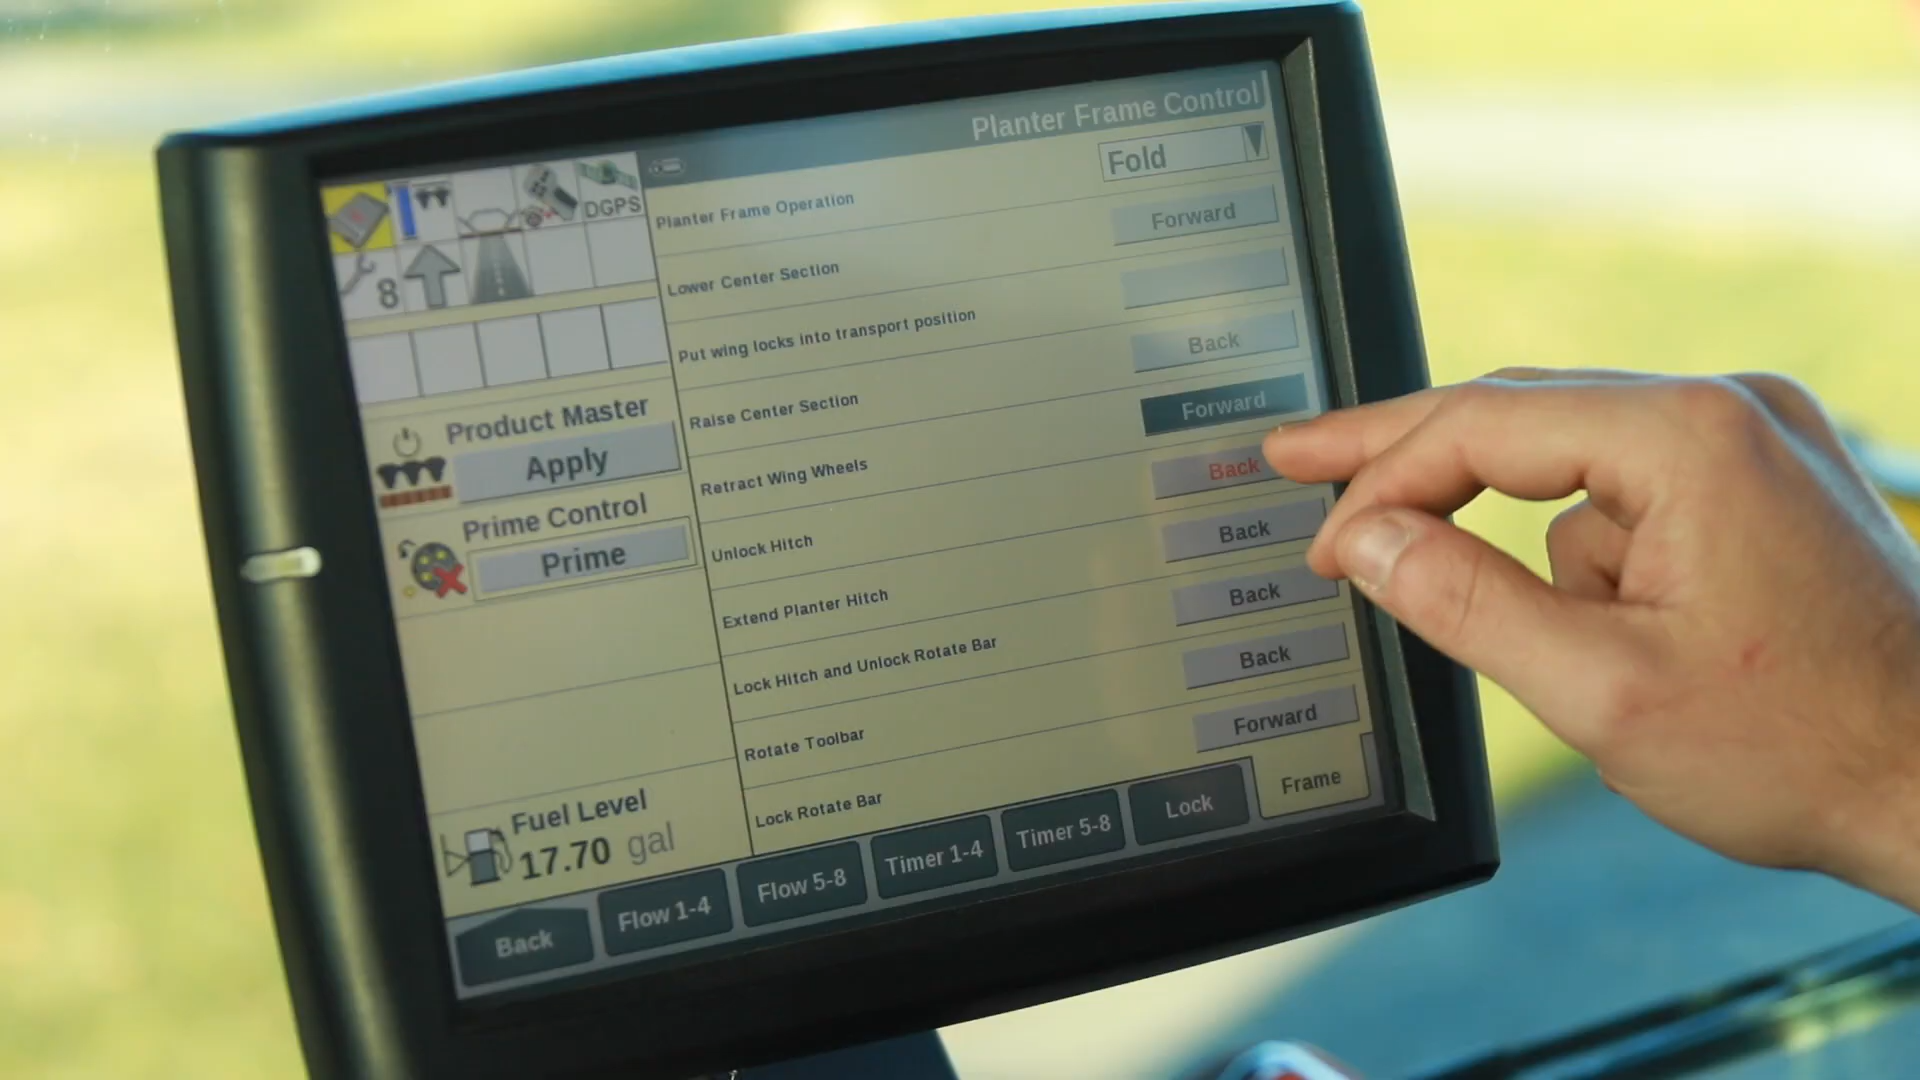 Planter Frame Control
DGPS
8
Planter Frame Operation
Fold
Lower Center Section
Forward
Put wing locks into transport position
Raise Center Section
Back
Retract Wing Wheels
Forward
Unlock Hitch
Back
Extend Planter Hitch
Back
Lock Hitch and Unlock Rotate Bar
Back
Rotate Toolbar
Back
Lock Rotate Bar
Forward
Product Master
Apply
Prime Control
Prime
Fuel Level
17.70 gal
Back
Flow 1-4
Flow 5-8
Timer 1-4
Timer 5-8
Lock
Frame